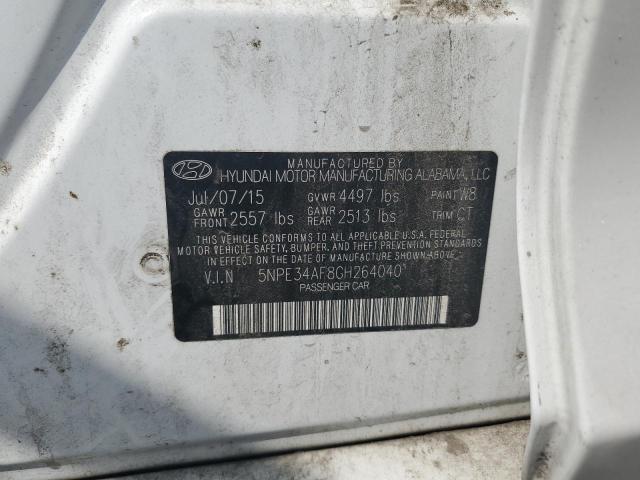 MANUFACTURED BY
HYUNDAI MOTOR MANUFACTURING ALABAMA, LLC
Jul/07/15 GVWR 4497 lbs PAINT W8
GAWR FRONT 2557 lbs GAWR REAR 2513 lbs TRIM CT
THIS VEHICLE CONFORMS TO ALL APPLICABLE U.S.A. FEDERAL
MOTOR VEHICLE SAFETY, BUMPER, AND THEFT PREVENTION STANDARDS
IN EFFECT ON THE DATE OF MANUFACTURE SHOWN ABOVE.
V.I.N 5NPE34AF8GH264040
PASSENGER CAR